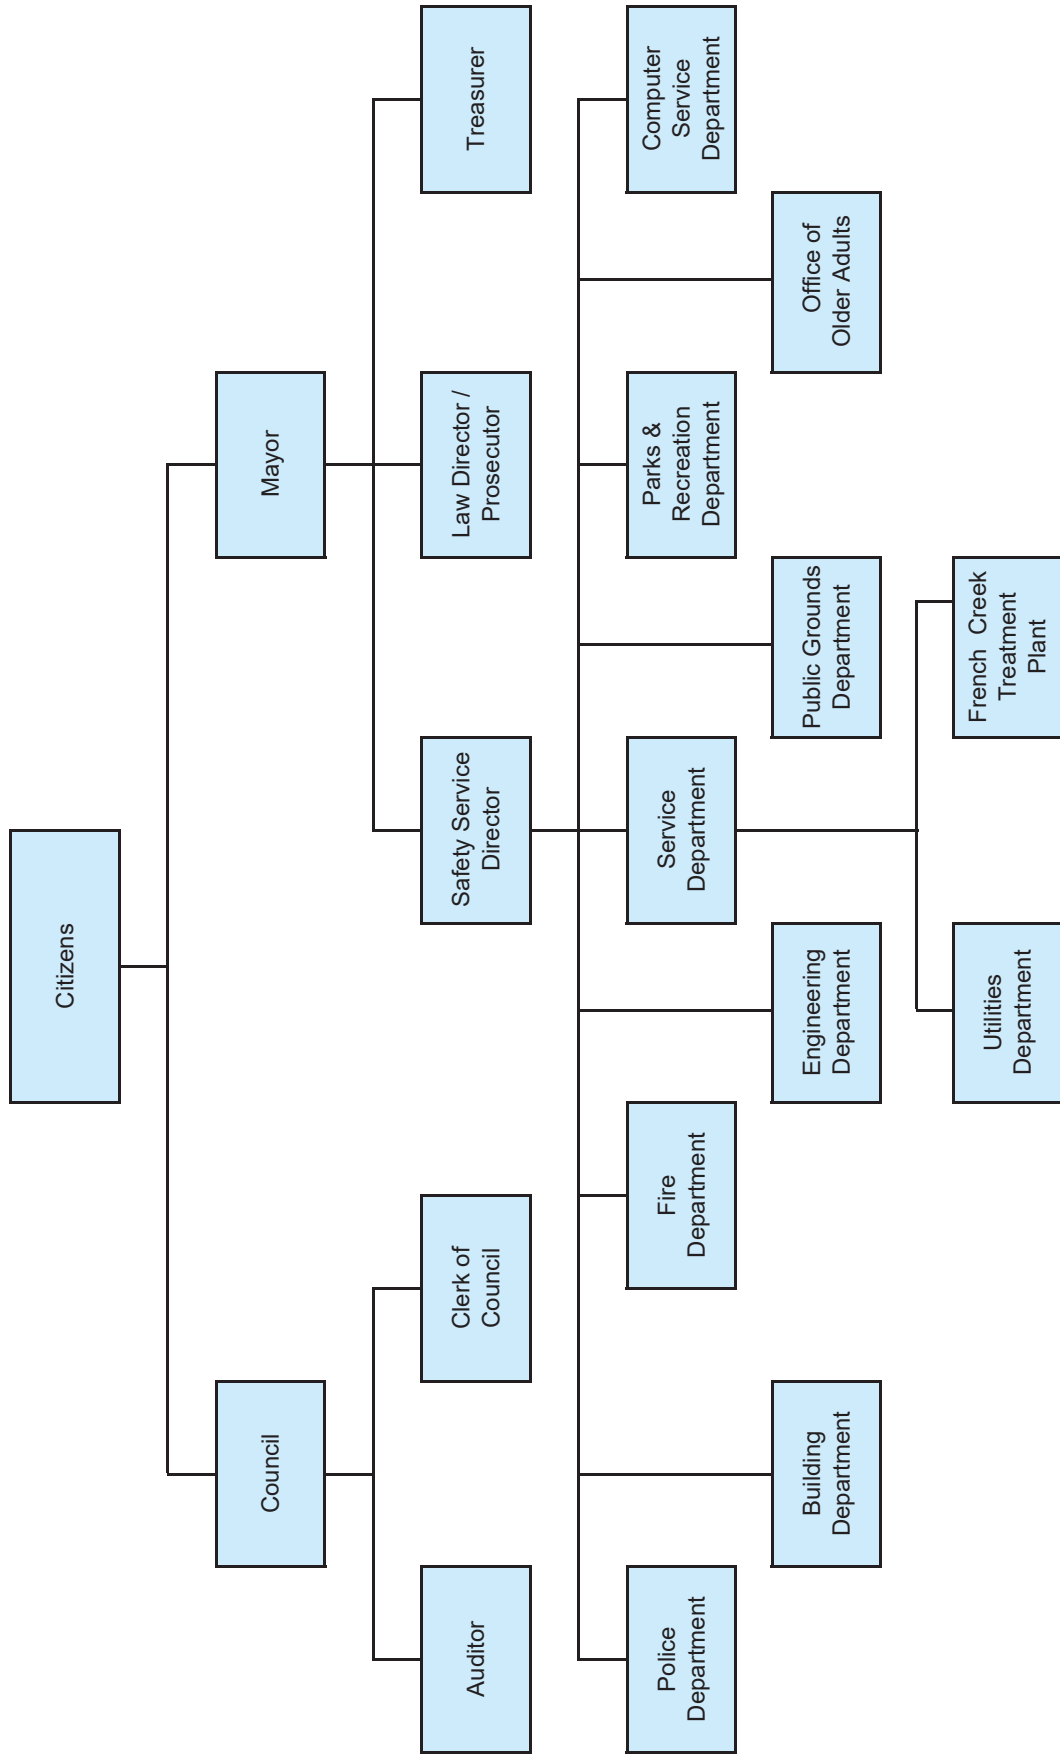 Citizens
Council
Mayor
Auditor
Clerk of
Council
Safety Service
Director
Law Director /
Prosecutor
Treasurer
Police
Department
Fire
Department
Service
Department
Parks &
Recreation
Department
Computer
Service
Department
Building
Department
Engineering
Department
Public Grounds
Department
Office of
Older Adults
Utilities
Department
French Creek
Treatment
Plant